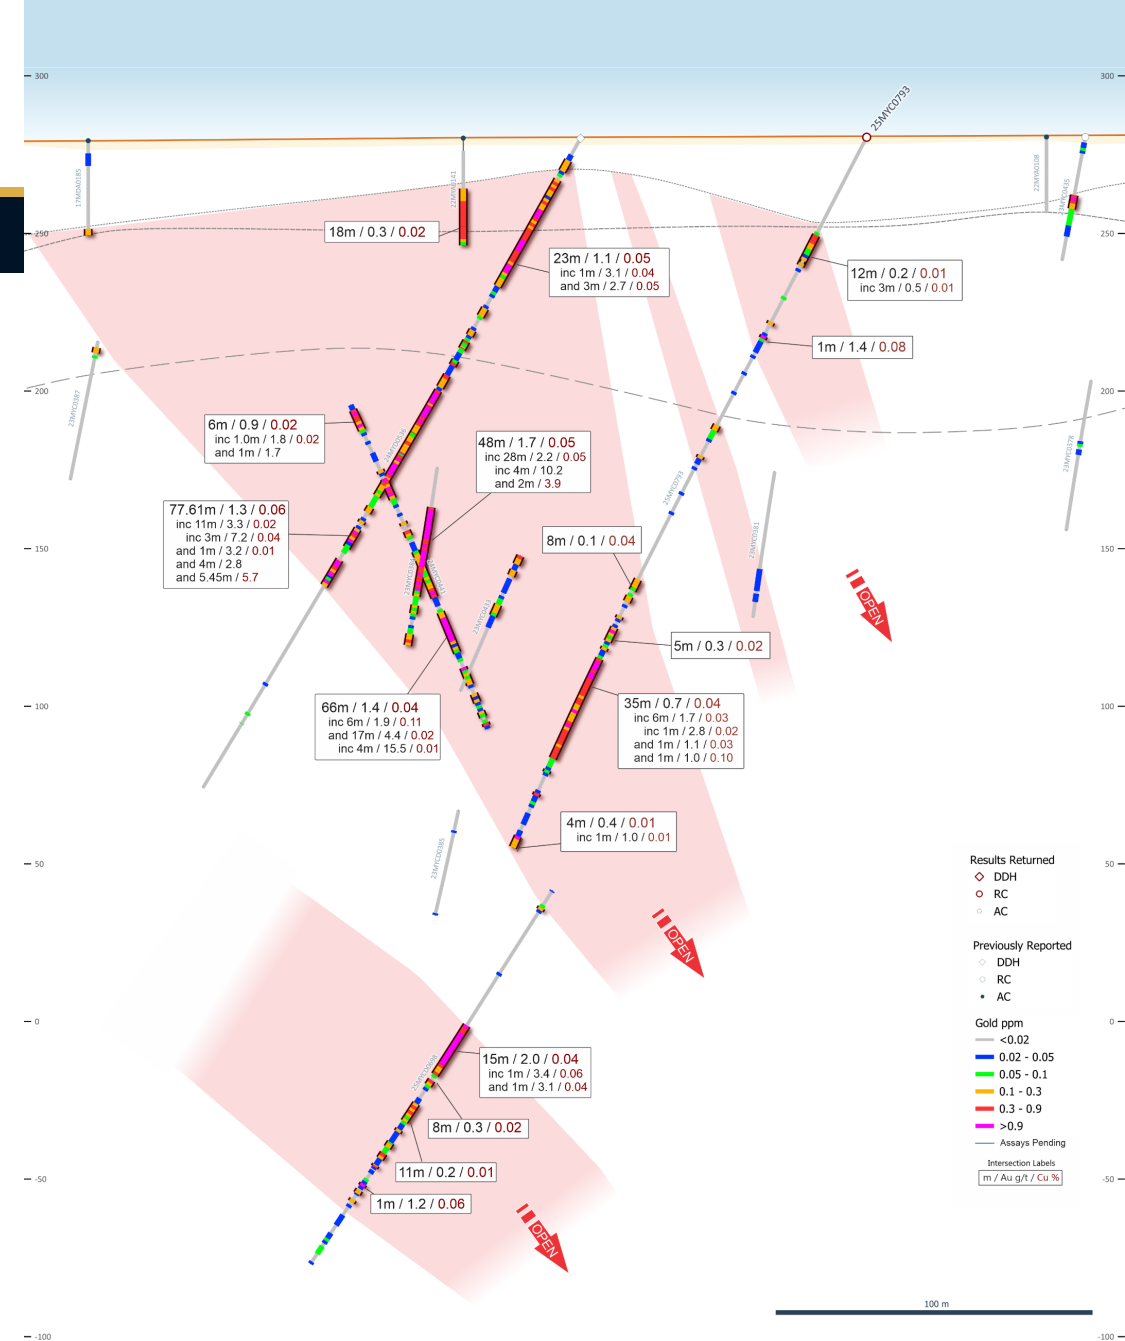 300
300
25MYC0793
17MDA0185
22MYA0141
22MYA0108
23MYC0435
18m / 0.3 / 0.02
250
250
23m / 1.1 / 0.05
inc 1m / 3.1 / 0.04
and 3m / 2.7 / 0.05
12m / 0.2 / 0.01
inc 3m / 0.5 / 0.01
1m / 1.4 / 0.08
200
200
23MYC0387
6m / 0.9 / 0.02
inc 1.0m / 1.8 / 0.02
and 1m / 1.7
24MYD0536
48m / 1.7 / 0.05
inc 28m / 2.2 / 0.05
inc 4m / 10.2
and 2m / 3.9
23MYC0378
25MYC0793
77.61m / 1.3 / 0.06
inc 11m / 3.3 / 0.02
inc 3m / 7.2 / 0.04
and 1m / 3.2 / 0.01
and 4m / 2.8
and 5.45m / 5.7
8m / 0.1 / 0.04
150
150
23MYC0381
OPEN
23MYC0433
5m / 0.3 / 0.02
66m / 1.4 / 0.04
inc 6m / 1.9 / 0.11
and 17m / 4.4 / 0.02
inc 4m / 15.5 / 0.01
35m / 0.7 / 0.04
inc 6m / 1.7 / 0.03
inc 1m / 2.8 / 0.02
and 1m / 1.1 / 0.03
and 1m / 1.0 / 0.10
100
100
4m / 0.4 / 0.01
inc 1m / 1.0 / 0.01
23MYCD0385
50
50
OPEN
Results Returned
DDH
RC
AC
Previously Reported
DDH
RC
AC
0
0
Gold ppm
<0.02
0.02 - 0.05
0.05 - 0.1
0.1 - 0.3
0.3 - 0.9
>0.9
Assays Pending
Intersection Labels
m / Au g/t / Cu %
15m / 2.0 / 0.04
inc 1m / 3.4 / 0.06
and 1m / 3.1 / 0.04
8m / 0.3 / 0.02
11m / 0.2 / 0.01
-50
-50
1m / 1.2 / 0.06
OPEN
100 m
-100
-100